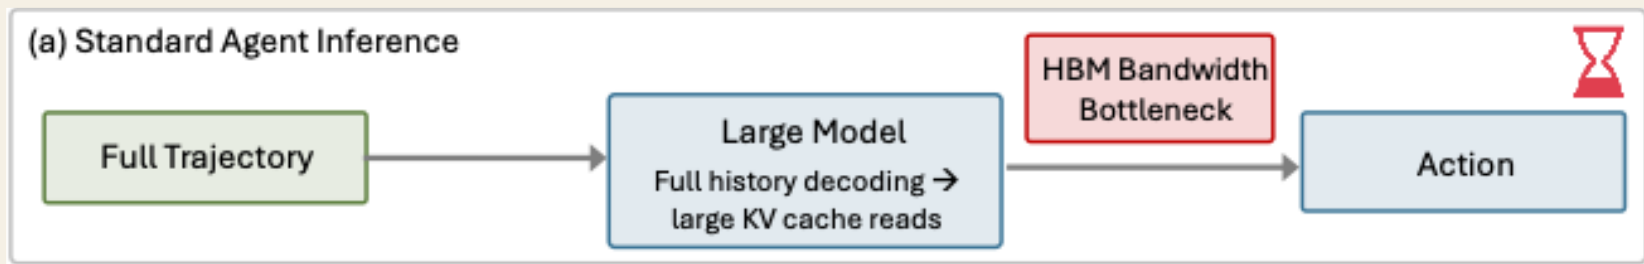 (a) Standard Agent Inference
Full Trajectory
Large Model
Full history decoding →
large KV cache reads
HBM Bandwidth
Bottleneck
Action